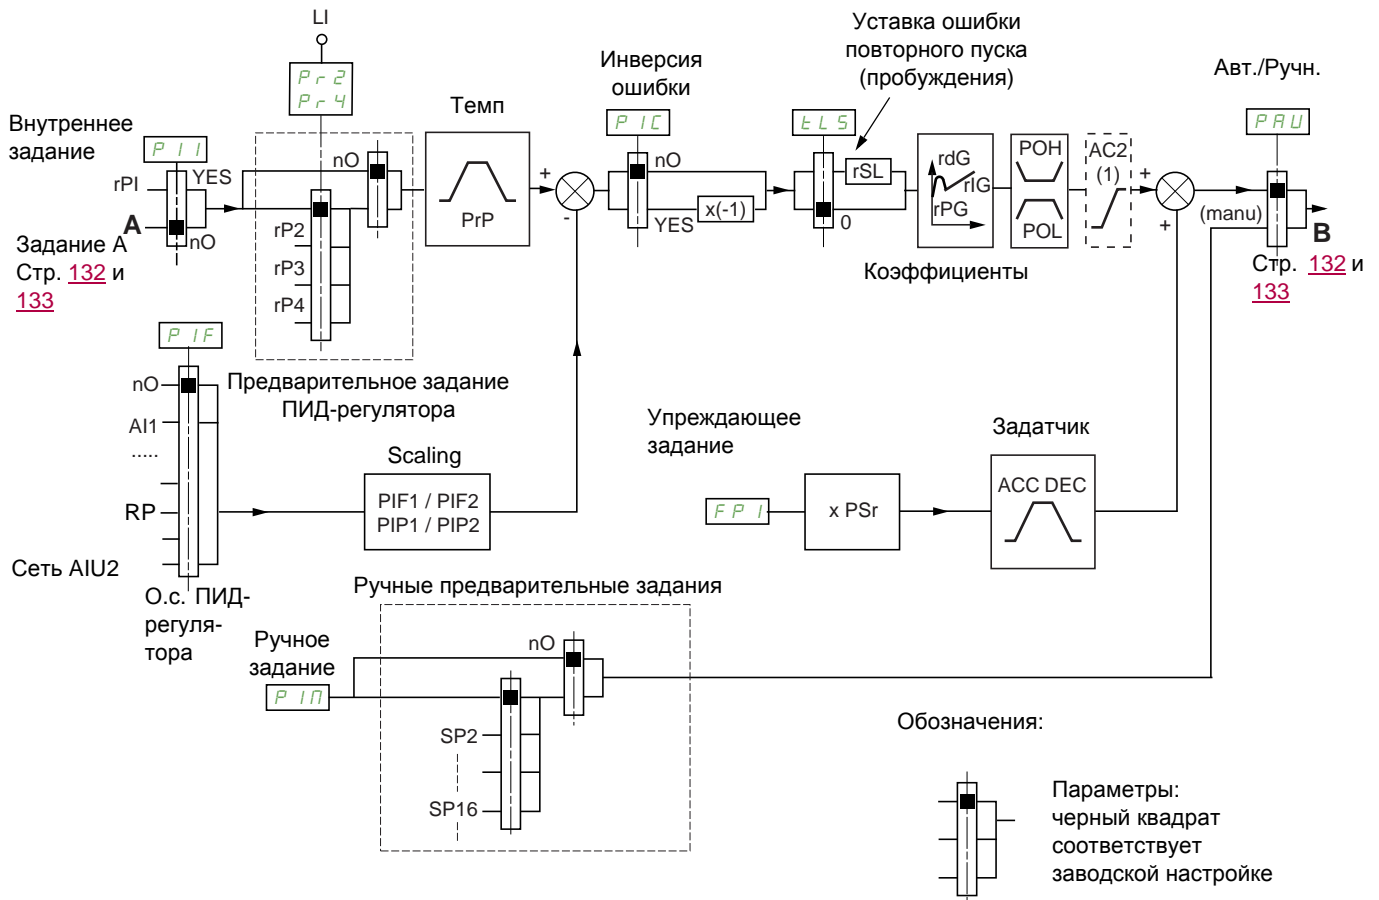 LI
Pr2
Pr4
Внутреннее
задание
PII
rPI
YES
A
nO
Задание A
Стр. 132 и
133
nO
rP2
rP3
rP4
Предварительное задание
ПИД-регулятора
Темп
PrP
+
-
Инверсия
ошибки
PIC
nO
YES
x(-1)
Уставка ошибки
повторного пуска
(пробуждения)
tLS
rSL
0
rdG
rIG
rPG
POH
POL
Коэффициенты
AC2
(1)
+
+
Авт./Ручн.
PAU
(manu)
B
Стр. 132 и
133
PIF
nO
AI1
.....
RP
Сеть AIU2
О.с. ПИД-
регуля-
тора
Scaling
PIF1 / PIF2
PIP1 / PIP2
Упреждающее
задание
FPI
x PSr
Задатчик
ACC DEC
Ручные предварительные задания
Ручное
задание
PIM
nO
SP2
SP16
Обозначения:
Параметры:
черный квадрат
соответствует
заводской настройке